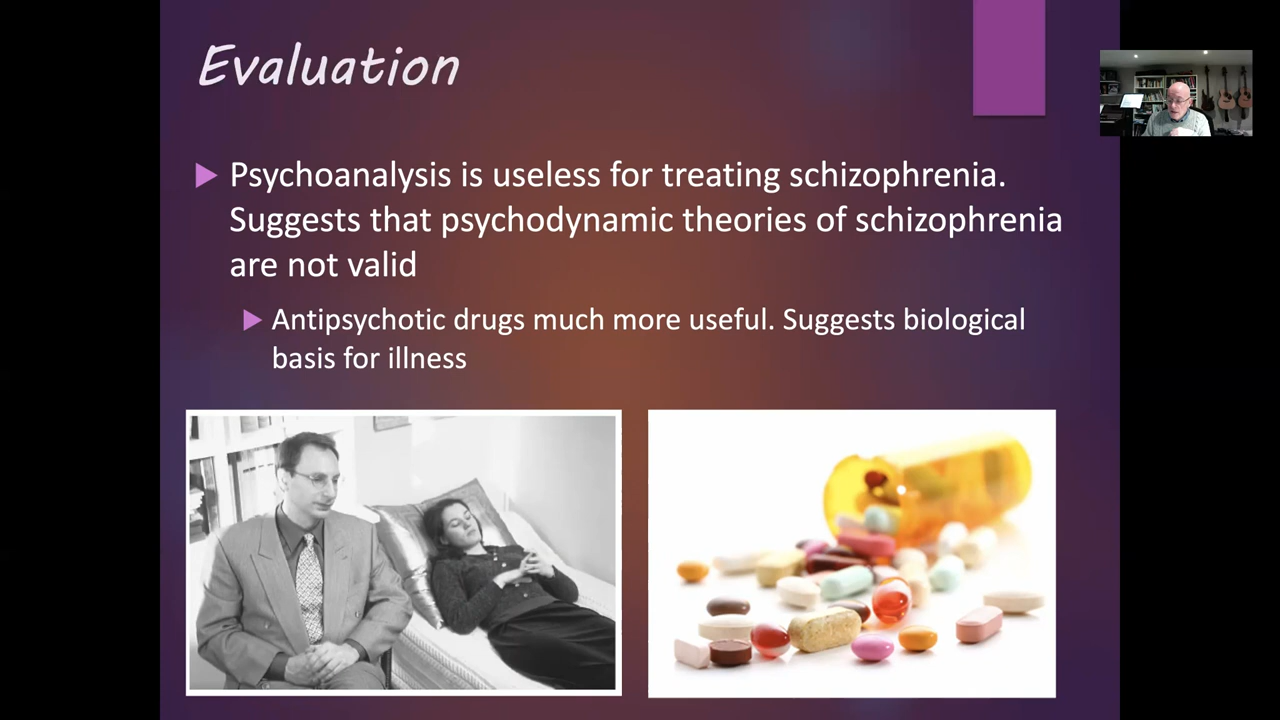 Evaluation
Psychoanalysis is useless for treating schizophrenia.
Suggests that psychodynamic theories of schizophrenia
are not valid
Antipsychotic drugs much more useful. Suggests biological
basis for illness